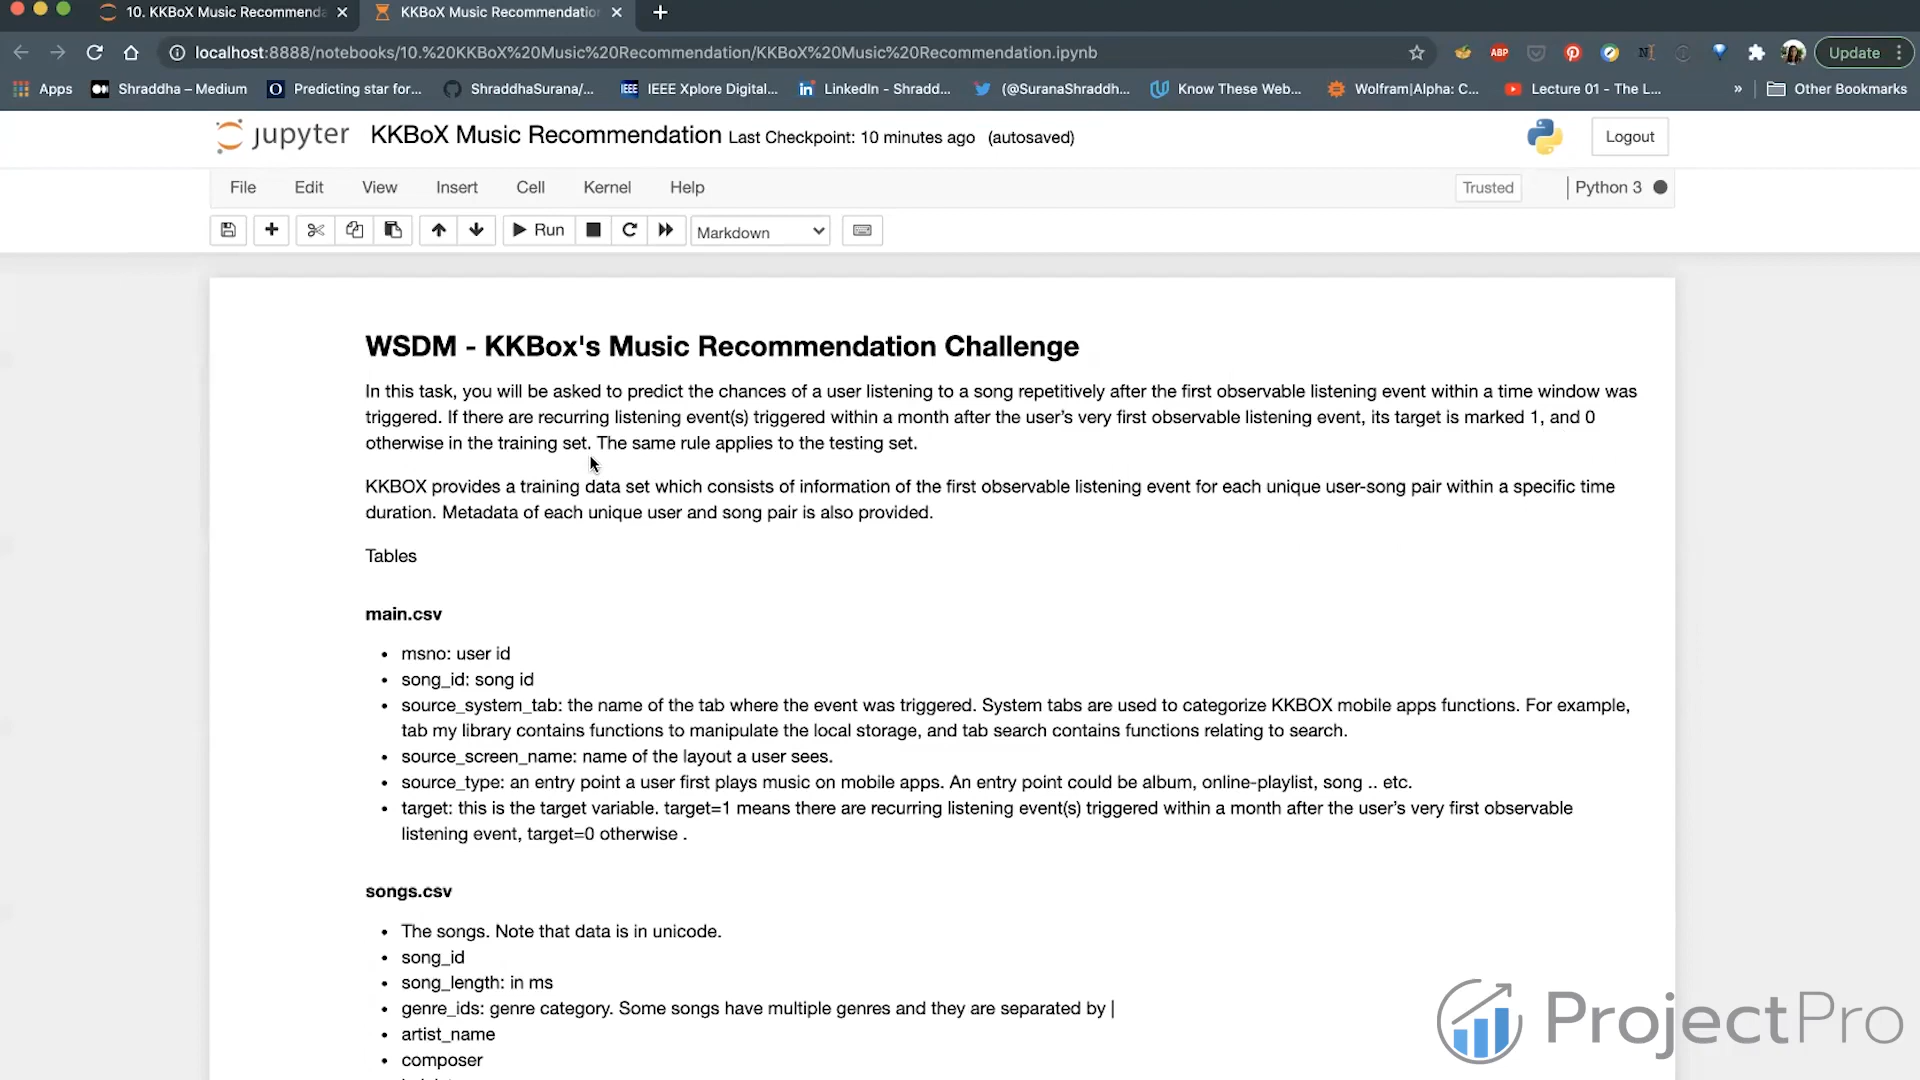 10. KKBoX Music Recommenda
KKBoX Music Recommendation
localhost:8888/notebooks/10.%20KKBoX%20Music%20Recommendation/KKBoX%20Music%20Recommendation.ipynb
ABP
Update
Apps
Shraddha – Medium
Predicting star for...
ShraddhaSurana/...
IEEE
IEEE Xplore Digital...
LinkedIn - Shradd...
(@SuranaShraddh...
Know These Web...
Wolfram|Alpha: C...
Lecture 01 - The L...
»
Other Bookmarks
jupyter
KKBoX Music Recommendation
Last Checkpoint: 10 minutes ago (autosaved)
Logout
File
Edit
View
Insert
Cell
Kernel
Help
Trusted
Python 3
Run
Markdown
WSDM - KKBox's Music Recommendation Challenge
In this task, you will be asked to predict the chances of a user listening to a song repetitively after the first observable listening event within a time window was
triggered. If there are recurring listening event(s) triggered within a month after the user’s very first observable listening event, its target is marked 1, and 0
otherwise in the training set. The same rule applies to the testing set.
KKBOX provides a training data set which consists of information of the first observable listening event for each unique user-song pair within a specific time
duration. Metadata of each unique user and song pair is also provided.
Tables
main.csv
• msno: user id
• song_id: song id
• source_system_tab: the name of the tab where the event was triggered. System tabs are used to categorize KKBOX mobile apps functions. For example,
tab my library contains functions to manipulate the local storage, and tab search contains functions relating to search.
• source_screen_name: name of the layout a user sees.
• source_type: an entry point a user first plays music on mobile apps. An entry point could be album, online-playlist, song .. etc.
• target: this is the target variable. target=1 means there are recurring listening event(s) triggered within a month after the user’s very first observable
listening event, target=0 otherwise .
songs.csv
• The songs. Note that data is in unicode.
• song_id
• song_length: in ms
• genre_ids: genre category. Some songs have multiple genres and they are separated by |
• artist_name
• composer
ProjectPro